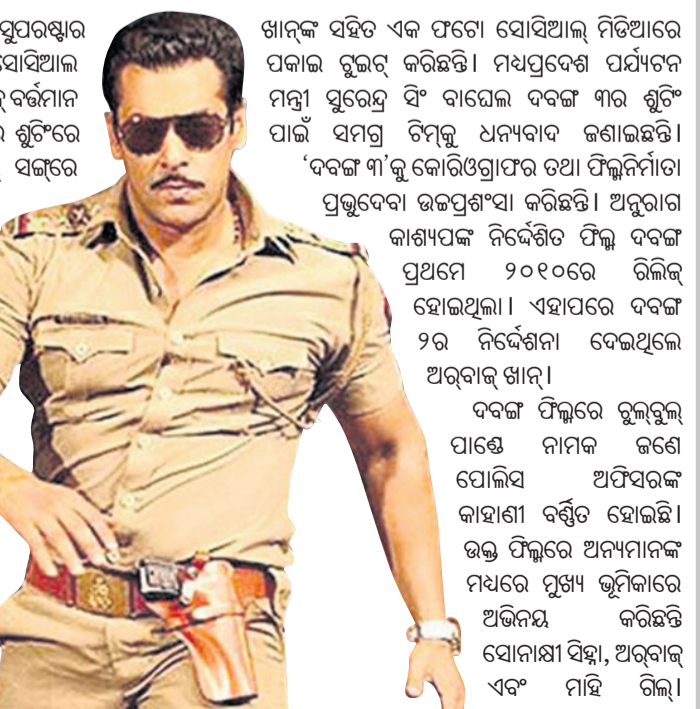 ସୁପରଷ୍ଟାର
ସୋସିଆଲ
ବର୍ତ୍ତମାନ
ଶୁଟିଂରେ
ସଙ୍ଗରେ
ଖାନ୍‌ଙ୍କ ସହିତ ଏକ ଫଟୋ ସୋସିଆଲ୍ ମିଡିଆରେ
ପକାଇ ଟୁଇଟ୍ କରିଛନ୍ତି। ମଧ୍ୟପ୍ରଦେଶ ପର୍ଯ୍ୟଟନ
ମନ୍ତ୍ରୀ ସୁରେନ୍ଦ୍ର ସିଂ ବାଘେଲ ଦବଙ୍ଗ ୩ର ଶୁଟିଂ
ପାଇଁ ସମଗ୍ର ଟିମ୍‌କୁ ଧନ୍ୟବାଦ ଜଣାଇଛନ୍ତି।
‘ଦବଙ୍ଗ ୩’କୁ କୋରିଓଗ୍ରାଫର ତଥା ଫିଲ୍ମନିର୍ମାତା
ପ୍ରଭୁଦେବା ଉଚ୍ଚପ୍ରଶଂସା କରିଛନ୍ତି। ଅନୁରାଗ
କାଶ୍ୟପଙ୍କ ନିର୍ଦ୍ଦେଶିତ ଫିଲ୍ମ ଦବଙ୍ଗ
ପ୍ରଥମେ ୨୦୧୦ରେ ରିଲିଜ୍
ହୋଇଥିଲା। ଏହାପରେ ଦବଙ୍ଗ
୨ର ନିର୍ଦ୍ଦେଶନା ଦେଇଥିଲେ
ଅର୍‌ବାଜ୍ ଖାନ୍।
ଦବଙ୍ଗ ଫିଲ୍ମରେ ଚୁଲ୍‌ବୁଲ୍
ପାଣ୍ଡେ ନାମକ ଜଣେ
ପୋଲିସ ଅଫିସରଙ୍କ
କାହାଣୀ ବର୍ଣ୍ଣିତ ହୋଇଛି।
ଉକ୍ତ ଫିଲ୍ମରେ ଅନ୍ୟମାନଙ୍କ
ମଧ୍ୟରେ ମୁଖ୍ୟ ଭୂମିକାରେ
ଅଭିନୟ କରିଛନ୍ତି
ସୋନାକ୍ଷୀ ସିହ୍ନା, ଅର୍‌ବାଜ୍
ଏବଂ ମାହି ଗିଲ୍।